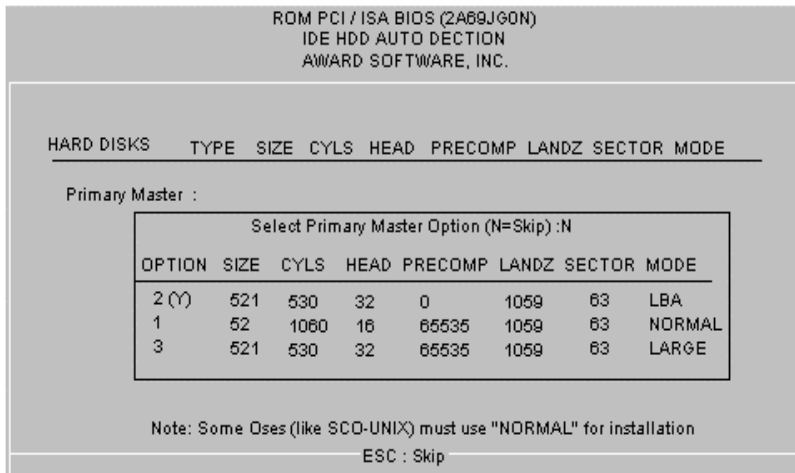 ROM PCI / ISA BIOS (2A69JG0N)
IDE HDD AUTO DECTION
AWARD SOFTWARE, INC.
HARD DISKS TYPE SIZE CYLS HEAD PRECOMP LANDZ SECTOR MODE
Primary Master :
Select Primary Master Option (N=Skip) :N
OPTION SIZE CYLS HEAD PRECOMP LANDZ SECTOR MODE
2 (Y) 521 530 32 0 1059 63 LBA
1 52 1060 16 65535 1059 63 NORMAL
3 521 530 32 65535 1059 63 LARGE
Note: Some Oses (like SCO-UNIX) must use "NORMAL" for installation
ESC : Skip